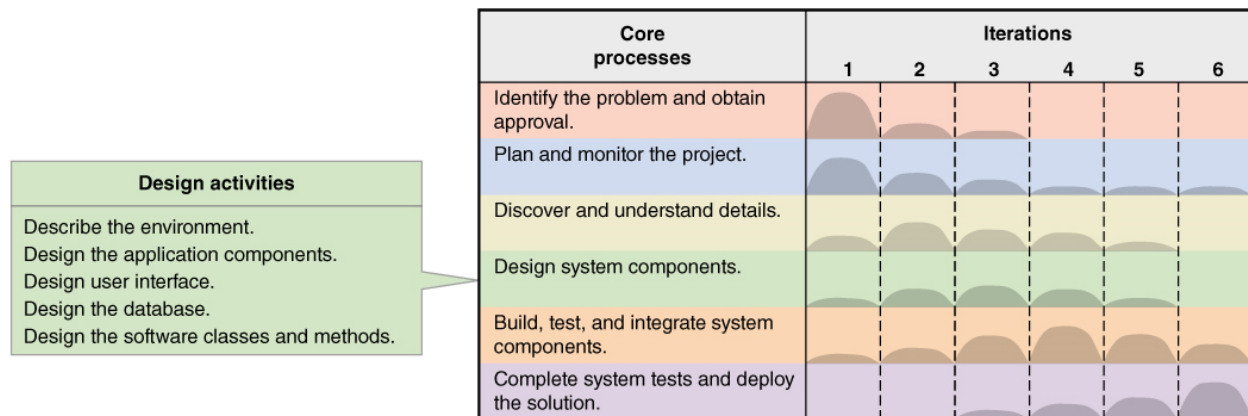 Core
processes
Iterations
1 2 3 4 5 6
Identify the problem and obtain
approval.
Plan and monitor the project.
Discover and understand details.
Design system components.
Build, test, and integrate system
components.
Complete system tests and deploy
the solution.
Design activities
Describe the environment.
Design the application components.
Design user interface.
Design the database.
Design the software classes and methods.